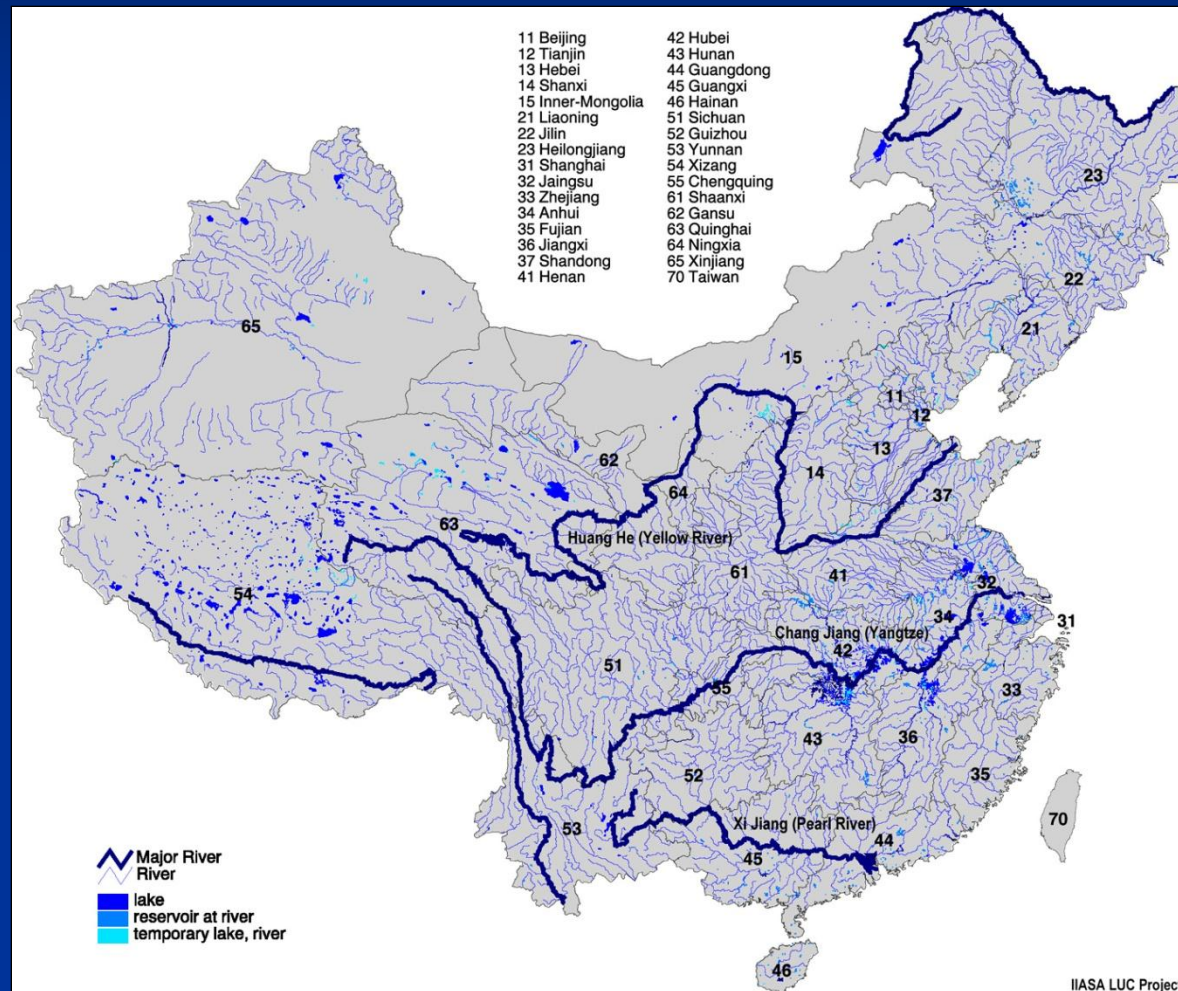 11 Beijing
12 Tianjin
13 Hebei
14 Shanxi
15 Inner-Mongolia
21 Liaoning
22 Jilin
23 Heilongjiang
31 Shanghai
32 Jaingsu
33 Zhejiang
34 Anhui
35 Fujian
36 Jiangxi
37 Shandong
41 Henan
42 Hubei
43 Hunan
44 Guangdong
45 Guangxi
46 Hainan
51 Sichuan
52 Guizhou
53 Yunnan
54 Xizang
55 Chengquing
61 Shaanxi
62 Gansu
63 Quinghai
64 Ningxia
65 Xinjiang
70 Taiwan
23
22
21
65
15
11
12
13
62
14
64
37
63
Huang He (Yellow River)
61
41
32
54
34
31
Chang Jiang (Yangtze)
42
51
55
33
43
36
52
35
Xi Jiang (Pearl River)
70
53
44
45
46
Major River
River
lake
reservoir at river
temporary lake, river
IIASA LUC Project